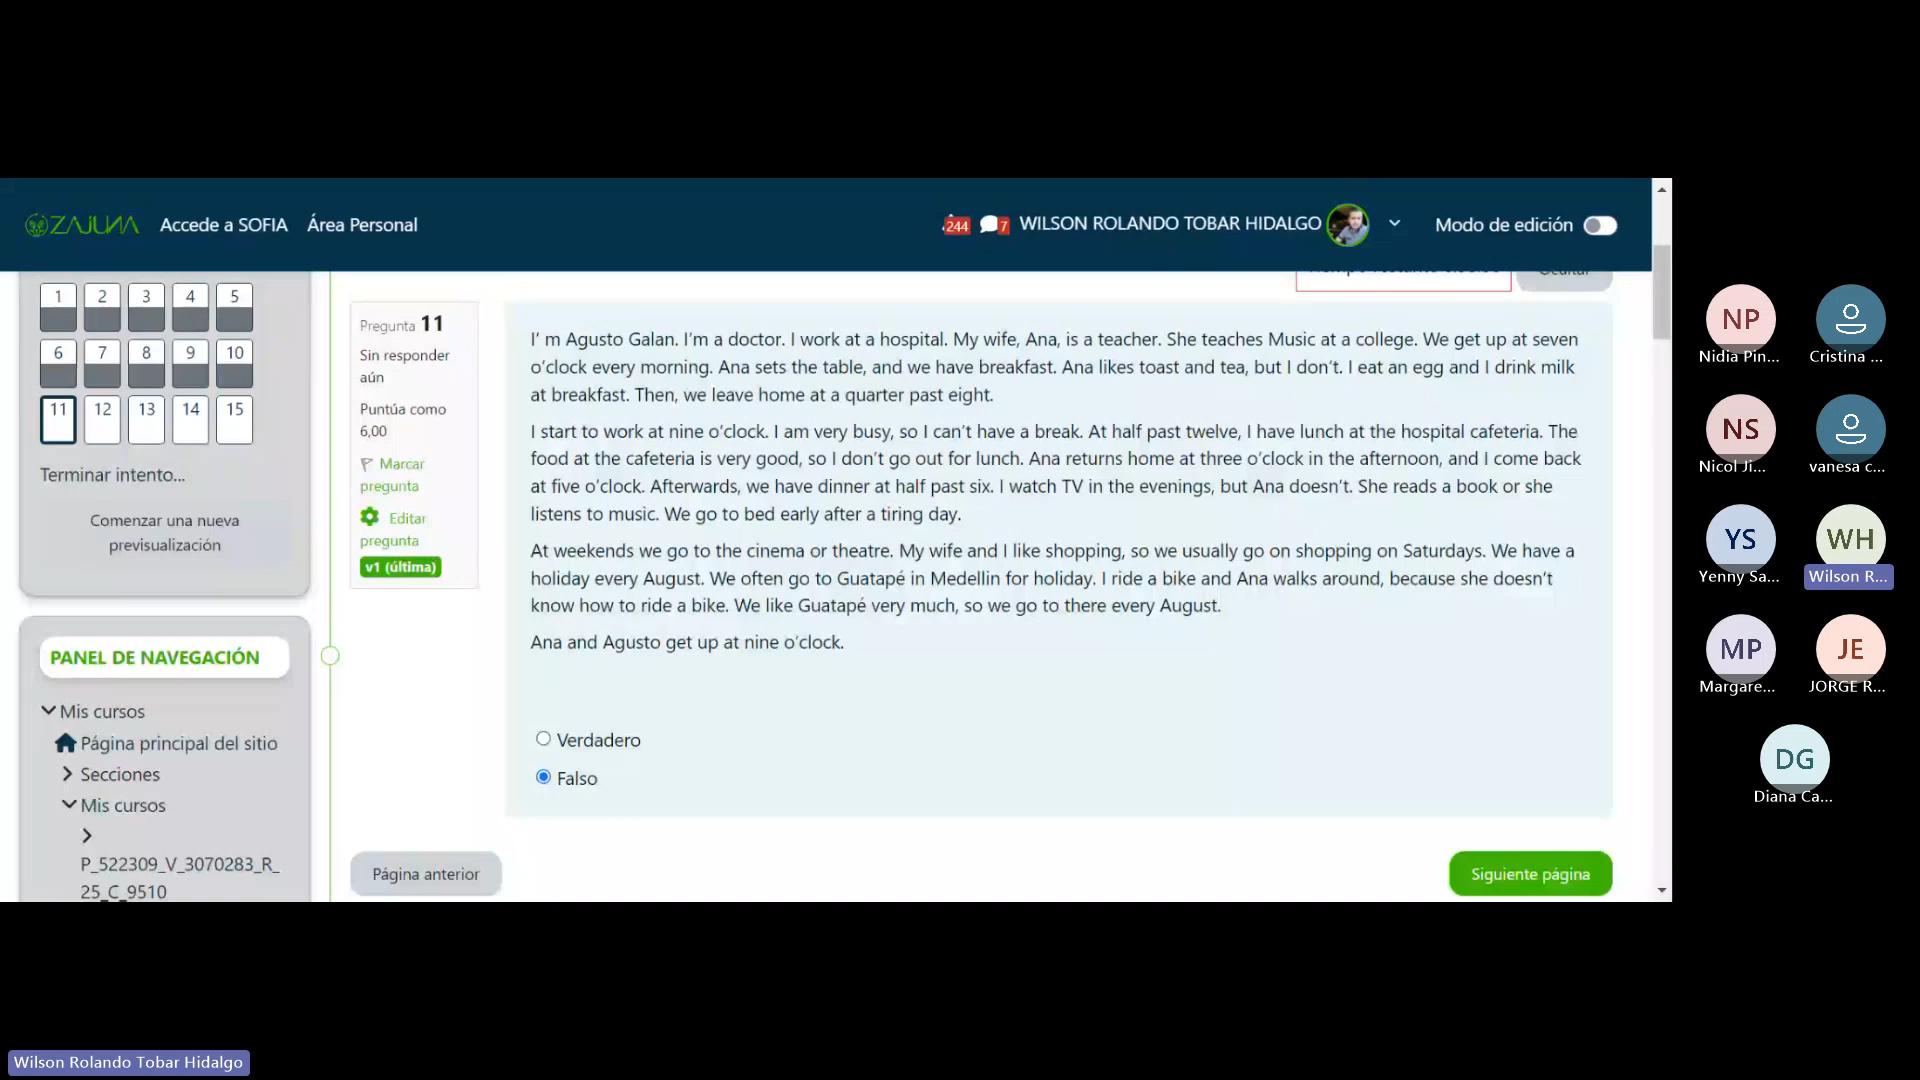 ZAJUNA Accede a SOFIA Área Personal
244 7 WILSON ROLANDO TOBAR HIDALGO Modo de edición
1 2 3 4 5
6 7 8 9 10
11 12 13 14 15
Terminar intento...
Comenzar una nueva
previsualización
PANEL DE NAVEGACIÓN
Mis cursos
Página principal del sitio
Secciones
Mis cursos
P_522309_V_3070283_R_
25_C_9510
Pregunta 11
Sin responder
aún
Puntúa como
6,00
Marcar
pregunta
Editar
pregunta
v1 (última)
I' m Agusto Galan. I'm a doctor. I work at a hospital. My wife, Ana, is a teacher. She teaches Music at a college. We get up at seven
o'clock every morning. Ana sets the table, and we have breakfast. Ana likes toast and tea, but I don't. I eat an egg and I drink milk
at breakfast. Then, we leave home at a quarter past eight.
I start to work at nine o'clock. I am very busy, so I can't have a break. At half past twelve, I have lunch at the hospital cafeteria. The
food at the cafeteria is very good, so I don't go out for lunch. Ana returns home at three o'clock in the afternoon, and I come back
at five o'clock. Afterwards, we have dinner at half past six. I watch TV in the evenings, but Ana doesn't. She reads a book or she
listens to music. We go to bed early after a tiring day.
At weekends we go to the cinema or theatre. My wife and I like shopping, so we usually go on shopping on Saturdays. We have a
holiday every August. We often go to Guatapé in Medellin for holiday. I ride a bike and Ana walks around, because she doesn't
know how to ride a bike. We like Guatapé very much, so we go to there every August.
Ana and Agusto get up at nine o'clock.
Verdadero
Falso
Página anterior
Siguiente página
NP
Nidia Pin... Cristina ...
NS
Nicol Ji... vanesa c...
YS WH
Yenny Sa... Wilson R...
MP JE
Margare... JORGE R...
DG
Diana Ca...
Wilson Rolando Tobar Hidalgo